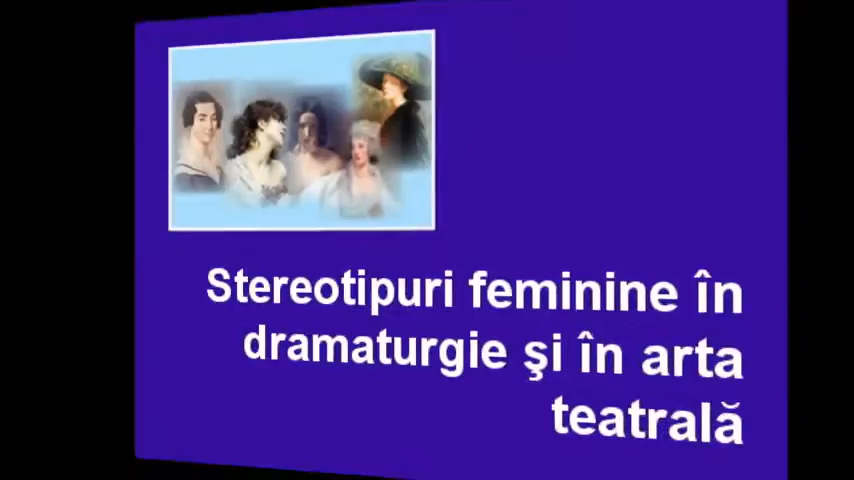 Stereotipuri feminine în
dramaturgie şi în arta
teatrală